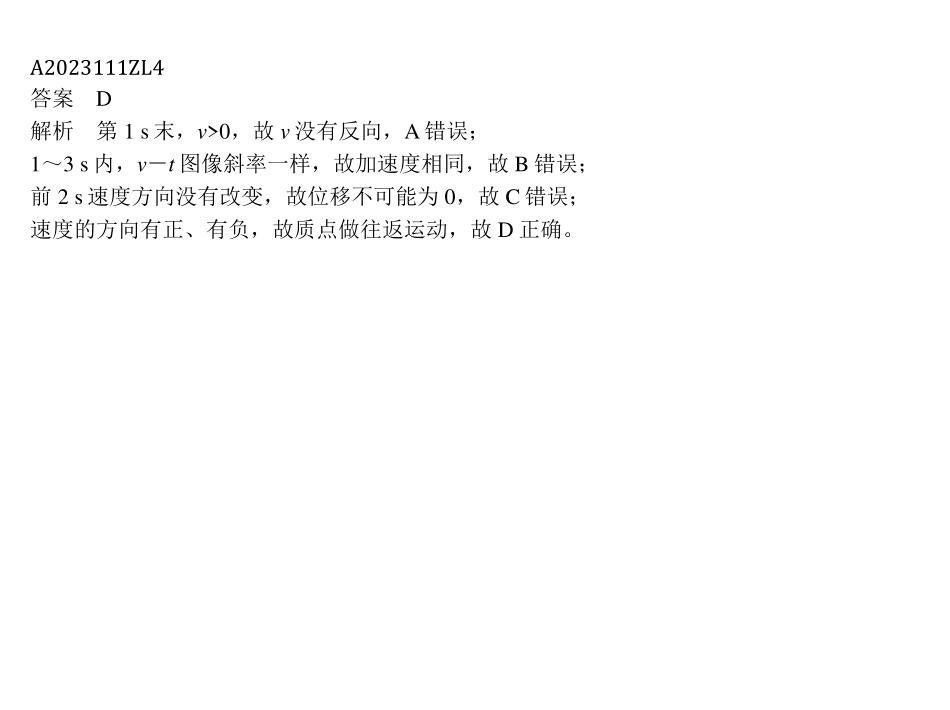 A2023111ZL4
答案　D
解析　第 1 s 末，v>0，故 v 没有反向，A 错误；
1～3 s 内，v－t 图像斜率一样，故加速度相同，故 B 错误；
前 2 s 速度方向没有改变，故位移不可能为 0，故 C 错误；
速度的方向有正、有负，故质点做往返运动，故 D 正确。